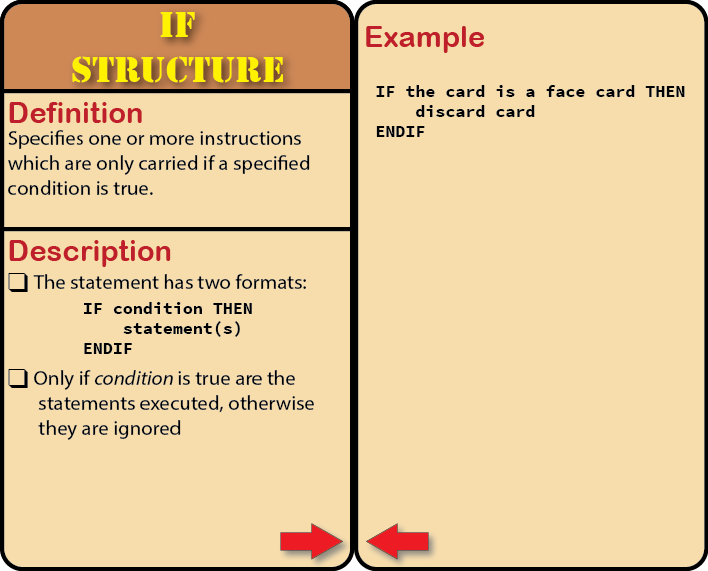 IF
STRUCTURE
Definition
Specifies one or more instructions
which are only carried if a specified
condition is true.
Description
❏ The statement has two formats:
IF condition THEN
    statement(s)
ENDIF
❏ Only if condition is true are the
statements executed, otherwise
they are ignored
Example
IF the card is a face card THEN
    discard card
ENDIF